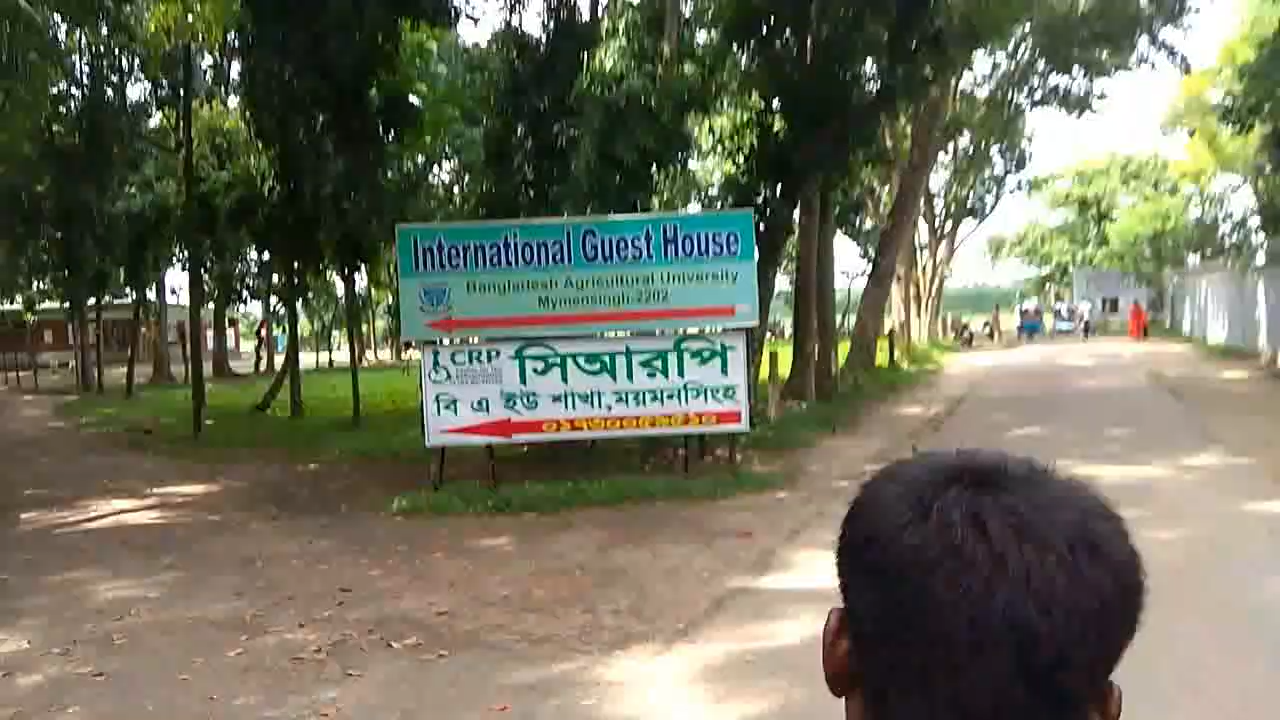 International Guest House
Bangladesh Agricultural University
Mymensingh-2202
CRP
সিআরপি
বি এ ইউ শাখা, ময়মনসিংহ